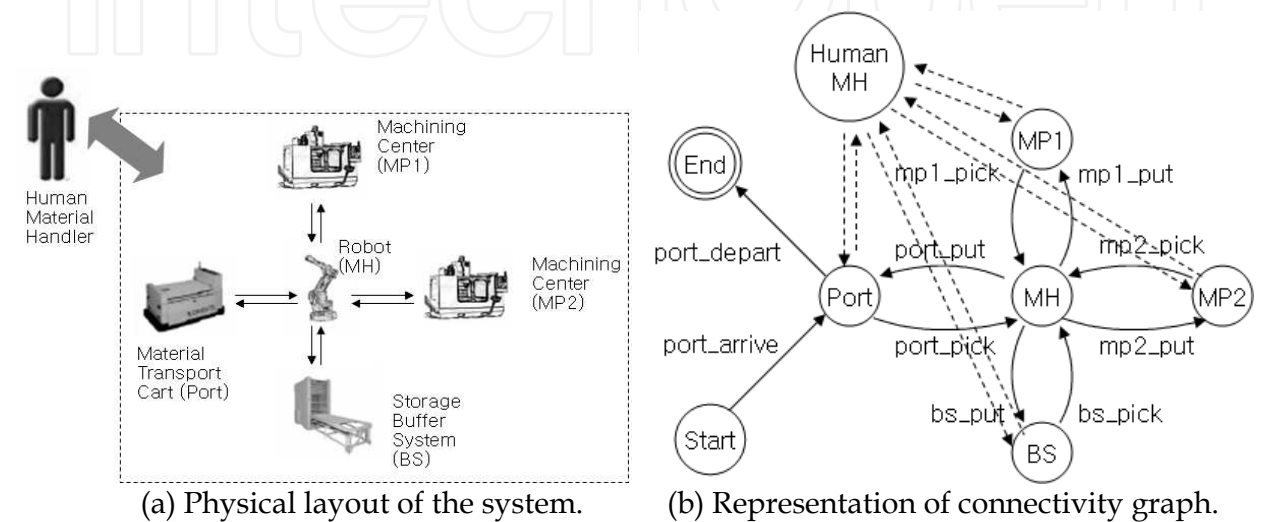 Human
Material
Handler
Machining
Center
(MP1)
Robot
(MH)
Machining
Center
(MP2)
Material
Transport
Cart (Port)
Storage
Buffer
System
(BS)
(a) Physical layout of the system.
Human
MH
MP1
End
mp1_pick
mp1_put
port_depart
port_put
mp2_pick
Port
MH
MP2
port_arrive
port_pick
mp2_put
bs_put
bs_pick
Start
BS
(b) Representation of connectivity graph.